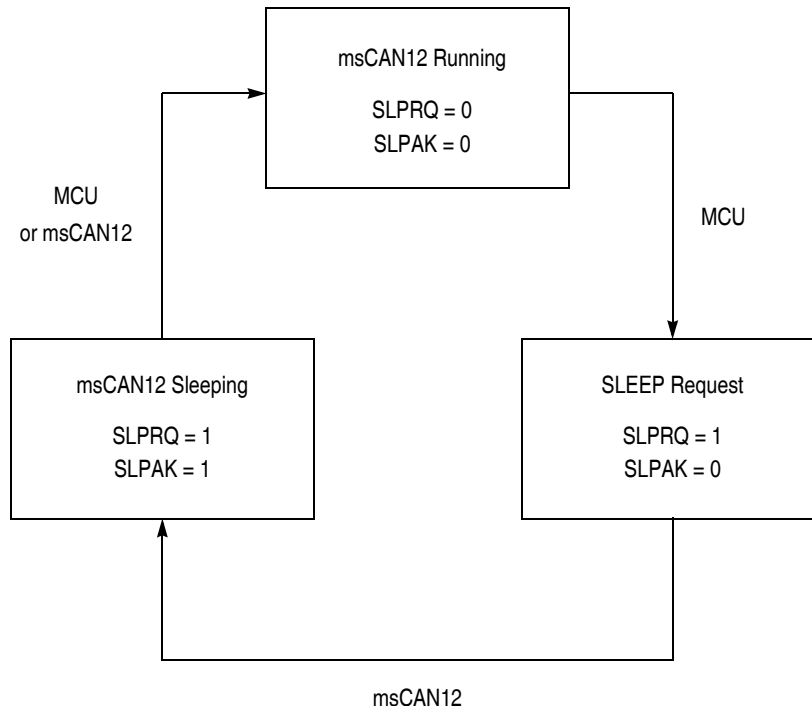 msCAN12 Running
SLPRQ = 0
SLPAK = 0
MCU
or msCAN12
MCU
msCAN12 Sleeping
SLPRQ = 1
SLPAK = 1
SLEEP Request
SLPRQ = 1
SLPAK = 0
msCAN12